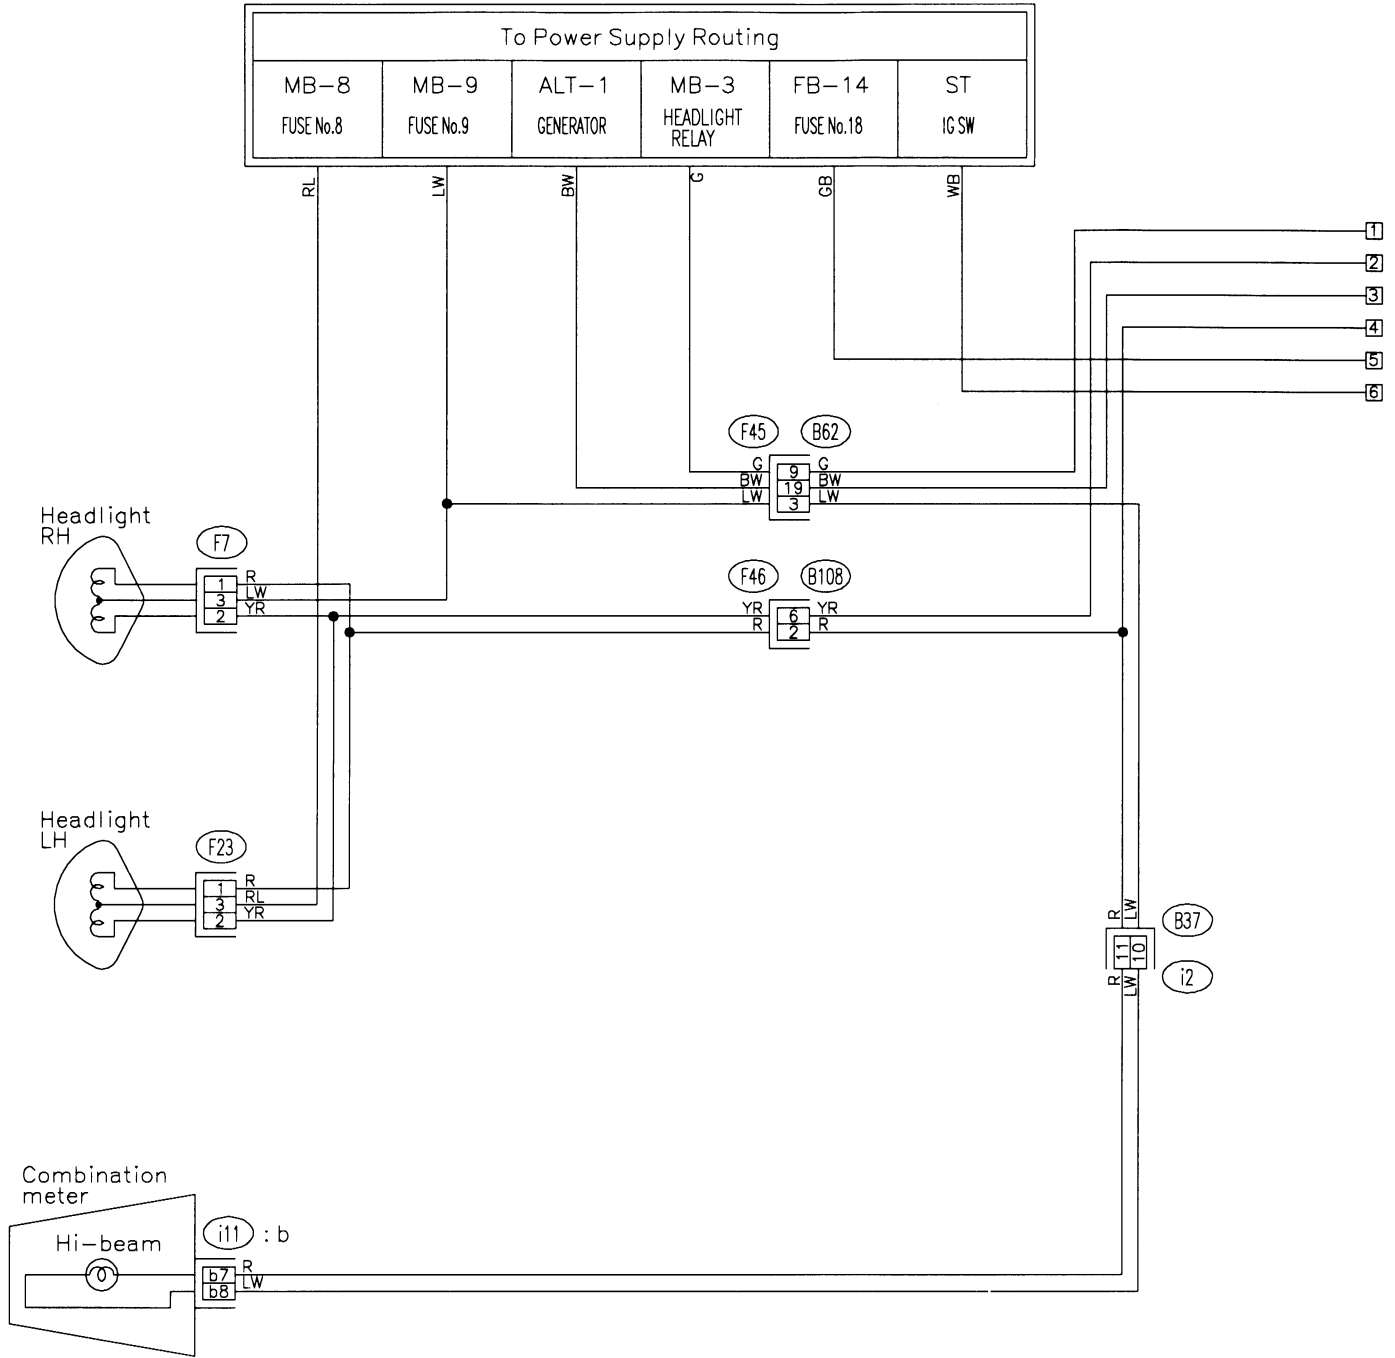 To Power Supply Routing
MB-8 MB-9 ALT-1 MB-3 FB-14 ST
FUSE No.8 FUSE No.9 GENERATOR HEADLIGHT RELAY FUSE No.18 IG SW
RL LW BW G GB WB
1
2
3
4
5
6
F45 B62
G 9 G
BW 19 BW
LW 3 LW
Headlight
RH
F7
1 R
3 LW
2 YR
F46 B108
YR 6 YR
R 2 R
Headlight
LH
F23
1 R
3 RL
2 YR
R LW
B37
11 10
i2
R LW
Combination
meter
i11 : b
Hi-beam
b7 R
b8 LW